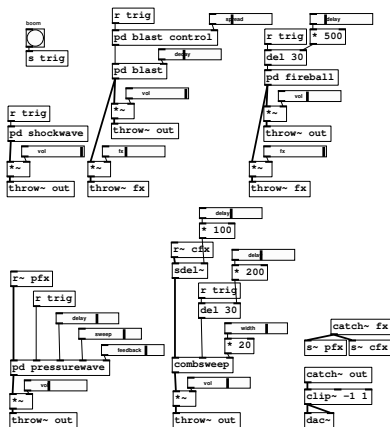 boom
s trig
r trig
spread
pd blast control
delay
pd blast
vol
*~
throw~ out
fx
*~
throw~ fx
r trig
delay
* 500
del 30
pd fireball
vol
*~
throw~ out
fx
*~
throw~ fx
r trig
pd shockwave
vol
*~
throw~ out
delay
* 100
r~ cfx
sdel~
* 200
r trig
del 30
width
* 20
combsweep
vol
*~
throw~ out
r~ pfx
r trig
delay
sweep
feedback
pd pressurewave
*~
throw~ out
catch~ fx
s~ pfx
s~ cfx
catch~ out
clip~ -1 1
dac~